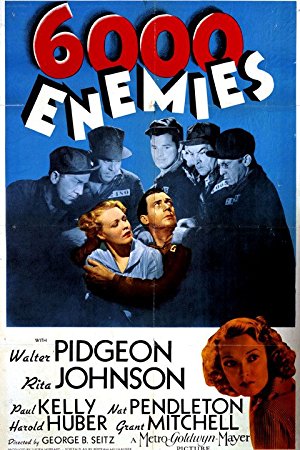 6000
ENEMIES
WITH
Walter PIDGEON
Rita JOHNSON
Paul KELLY Nat PENDLETON
Harold HUBER Grant MITCHELL
Directed by GEORGE B. SEITZ
A Metro-Goldwyn-Mayer
PICTURE